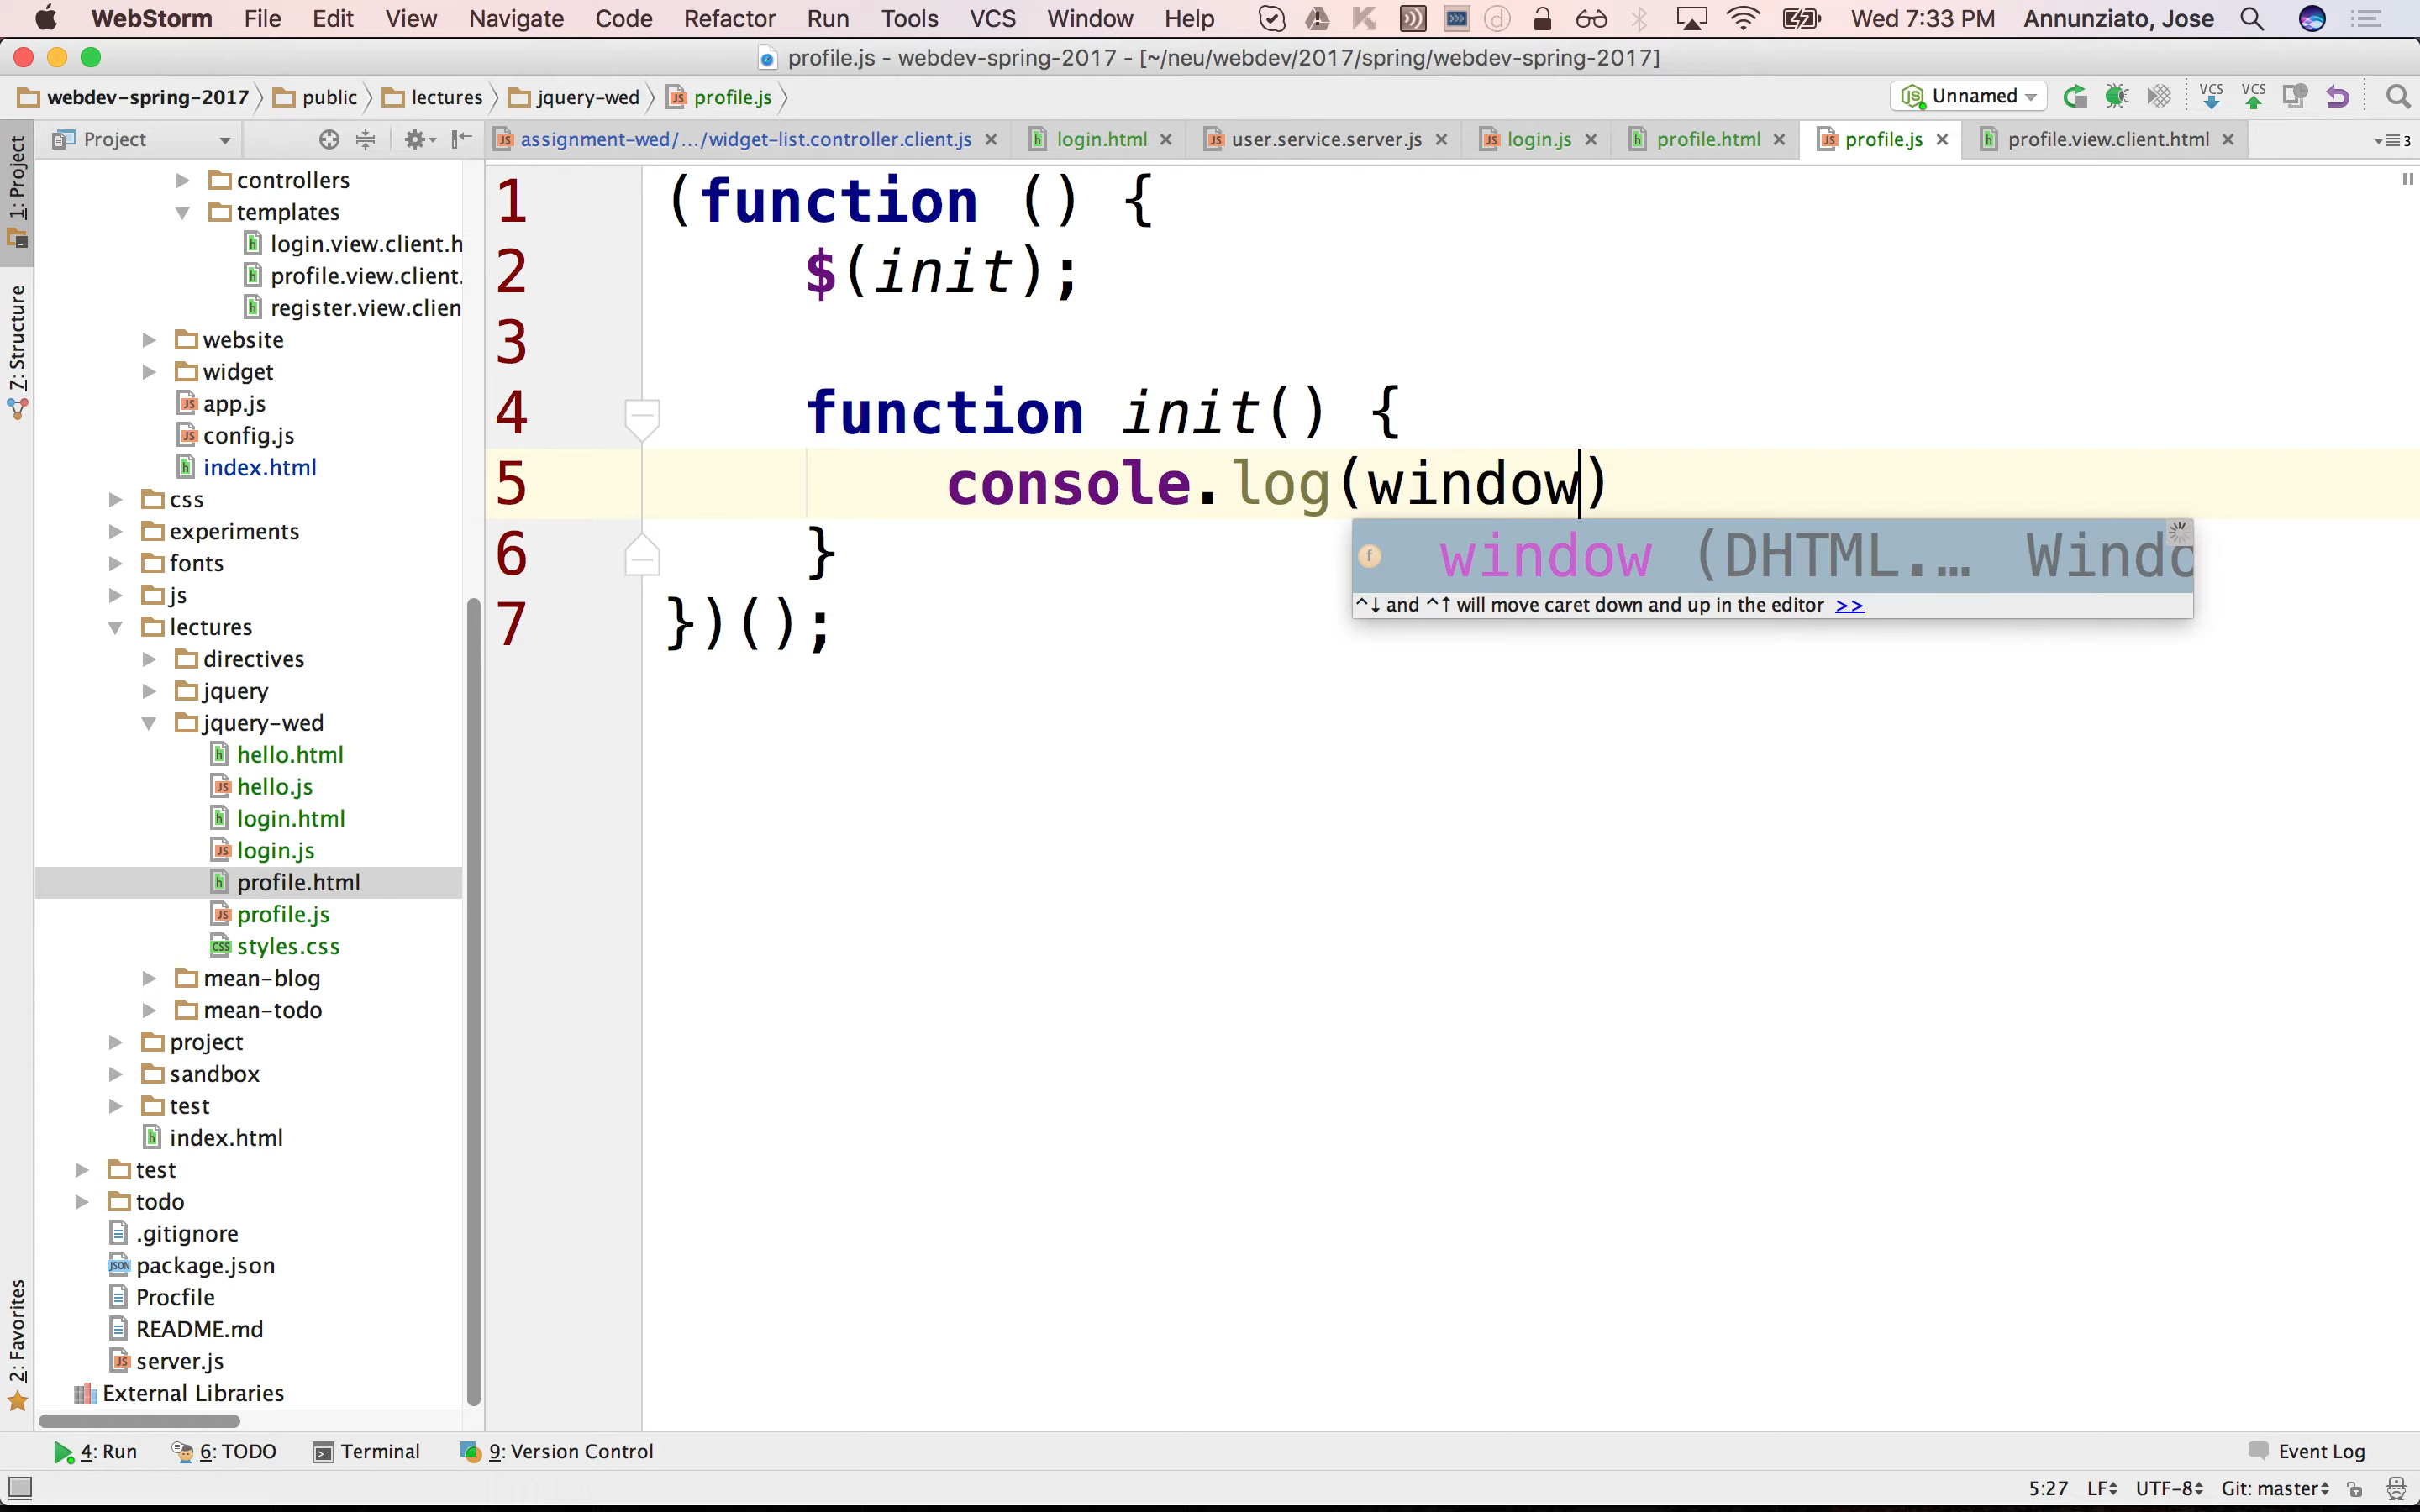 WebStorm File Edit View Navigate Code Refactor Run Tools VCS Window Help Wed 7:33 PM Annunziato, Jose
profile.js - webdev-spring-2017 - [~/neu/webdev/2017/spring/webdev-spring-2017]
webdev-spring-2017 public lectures jquery-wed profile.js Unnamed VCS VCS
Project assignment-wed/.../widget-list.controller.client.js login.html user.service.server.js login.js profile.html profile.js profile.view.client.html 3
1: Project
7: Structure
2: Favorites
controllers
templates
login.view.client.h
profile.view.client.
register.view.clien
website
widget
app.js
config.js
index.html
css
experiments
fonts
js
lectures
directives
jquery
jquery-wed
hello.html
hello.js
login.html
login.js
profile.html
profile.js
styles.css
mean-blog
mean-todo
project
sandbox
test
index.html
test
todo
.gitignore
package.json
Procfile
README.md
server.js
External Libraries
1 (function () {
2 $(init);
3
4 function init() {
5 console.log(window)
6 }
7 })();
f window (DHTML.… Windo
^↓ and ^↑ will move caret down and up in the editor >>
4: Run 6: TODO Terminal 9: Version Control Event Log
5:27 LF UTF-8 Git: master